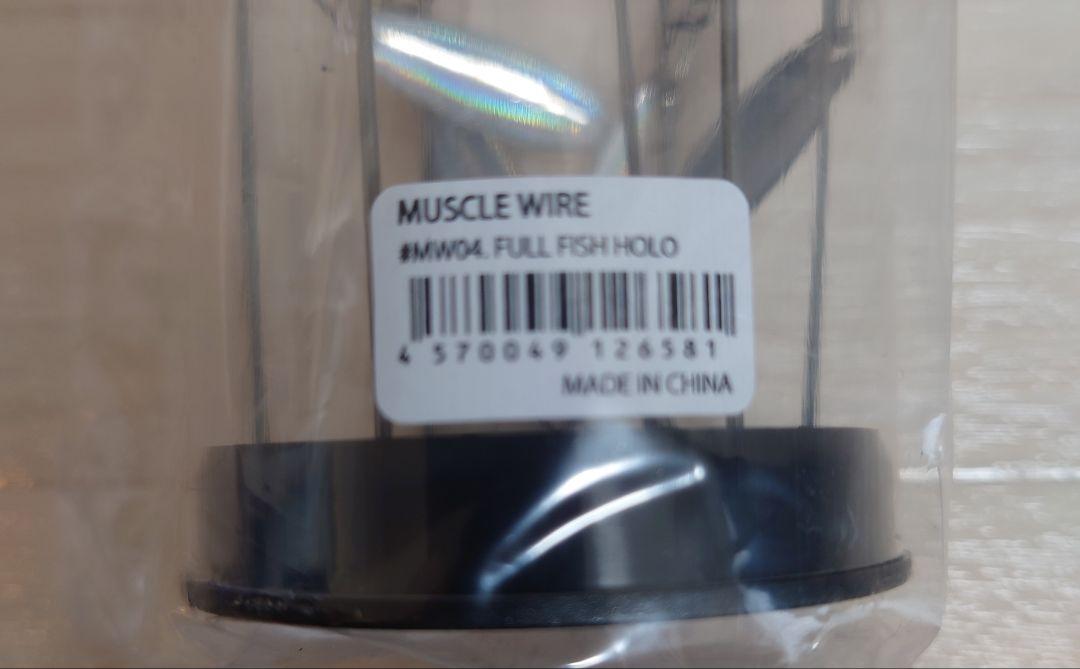 MUSCLE WIRE
#MW04. FULL FISH HOLO
4 570049 126581
MADE IN CHINA